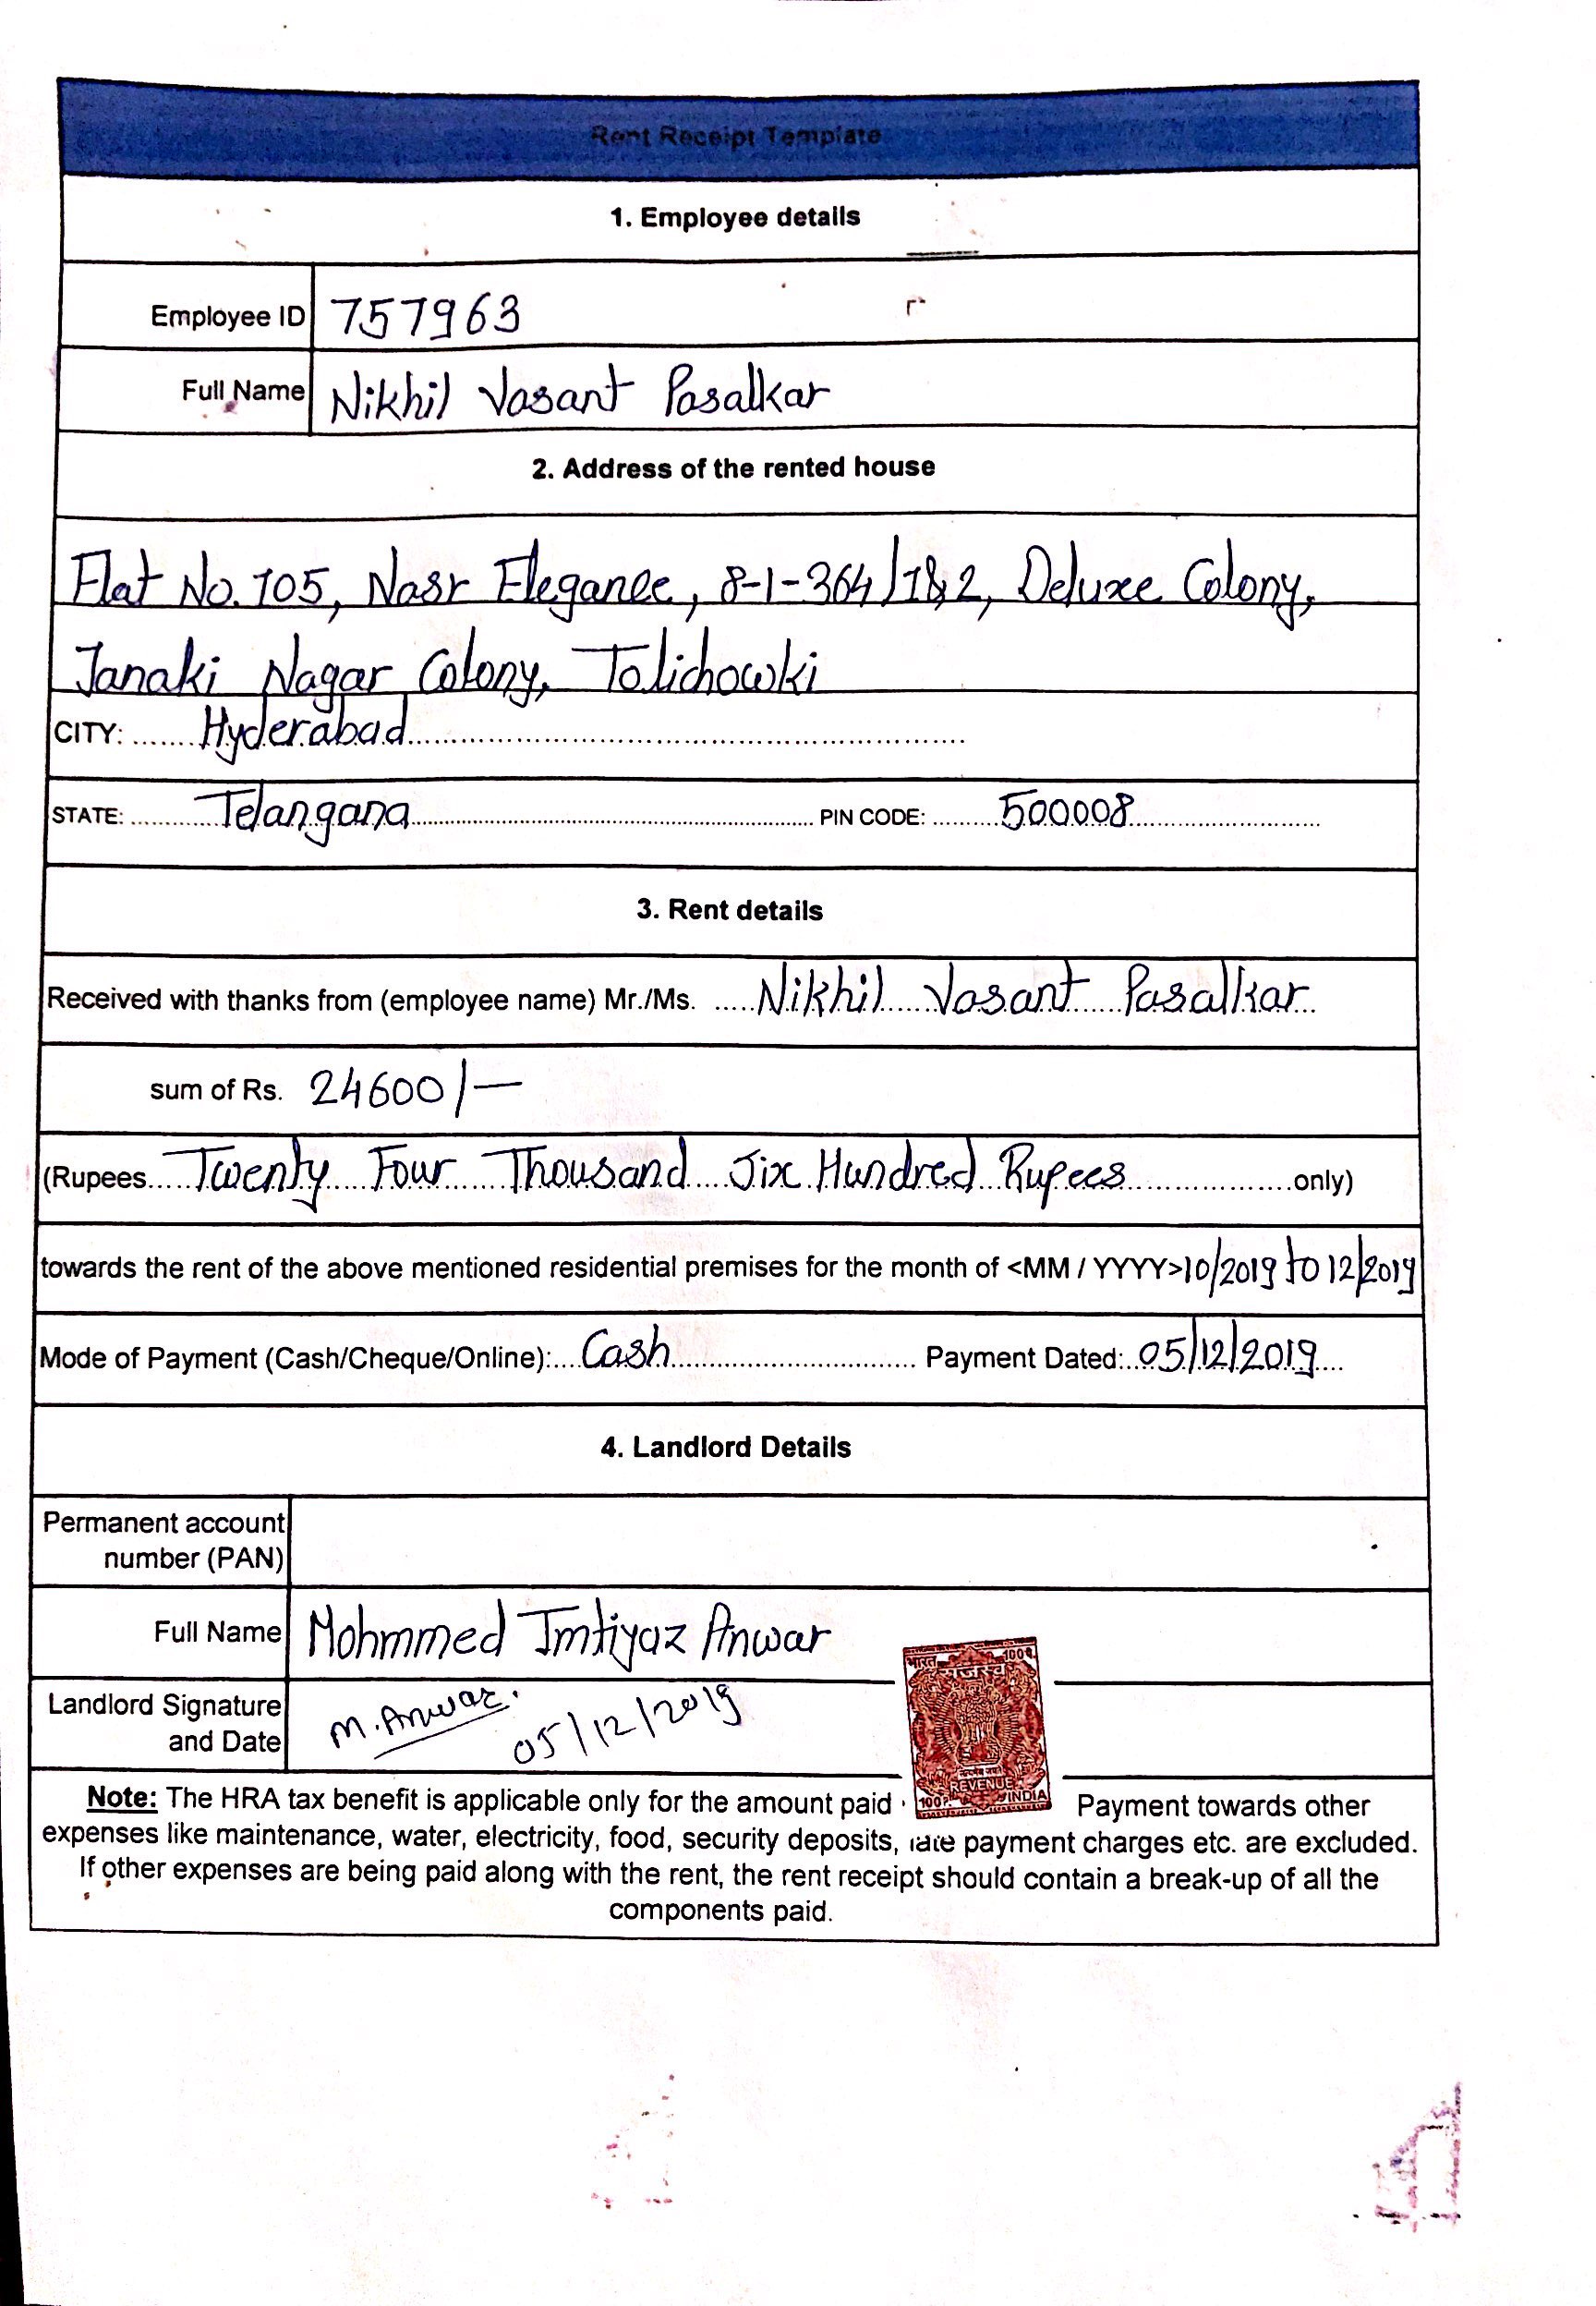 Rent Receipt Template
1. Employee details
Employee ID 757963
Full Name Nikhil Vasant Pasalkar
2. Address of the rented house
Flat No. 105, Nasr Elegance, 8-1-364/1&2, Deluxe Colony,
Janaki Nagar Colony, Tolichowki
CITY: ....... Hyderabad ..........
STATE: .......... Telangana .......... PIN CODE: .......... 500008 ..........
3. Rent details
Received with thanks from (employee name) Mr./Ms. ..... Nikhil Vasant Pasalkar
sum of Rs. 24600/-
(Rupees ..... Twenty Four Thousand Six Hundred Rupees .......... only)
towards the rent of the above mentioned residential premises for the month of <MM / YYYY> 10/2019 to 12/2019
Mode of Payment (Cash/Cheque/Online): .... Cash .......... Payment Dated: .. 05/12/2019 ....
4. Landlord Details
Permanent account
number (PAN)
Full Name Mohmmed Imtiyaz Anwar
Landlord Signature
and Date M. Anwar. 05/12/2019
भारत 100
राजस्व
सत्यमेव जयते
REVENUE
100 INDIA
Note: The HRA tax benefit is applicable only for the amount paid Payment towards other
expenses like maintenance, water, electricity, food, security deposits, late payment charges etc. are excluded.
If other expenses are being paid along with the rent, the rent receipt should contain a break-up of all the
components paid.